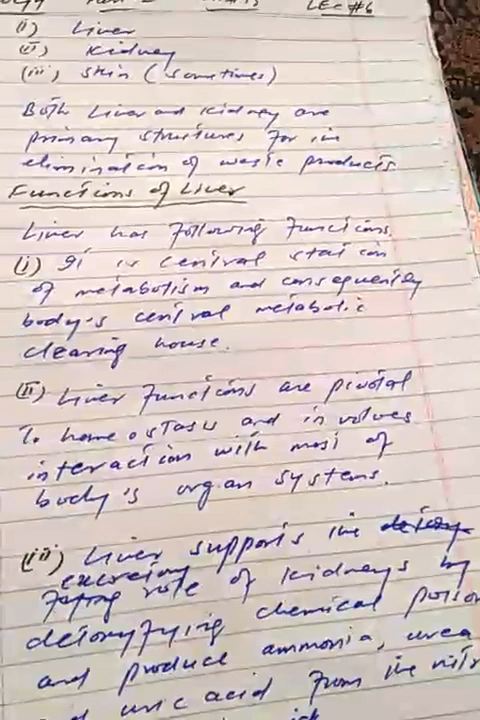 LEC #6
(i) Liver
(ii) Kidney
(iii) Skin (sometimes)
Both Liver and Kidney are
primary structures for the
elimination of waste products
Functions of Liver
Liver has following functions.
(i) It is central station
of metabolism and consequently
body's central metabolic
clearing house.
(ii) Liver functions are pivotal
to homeostasis and involves
interaction with most of
body's organ systems.
(iii) Liver supports the
excretory
role of kidneys by
detoxyfying chemical poison
and produce ammonia, urea
uric acid from the nitr